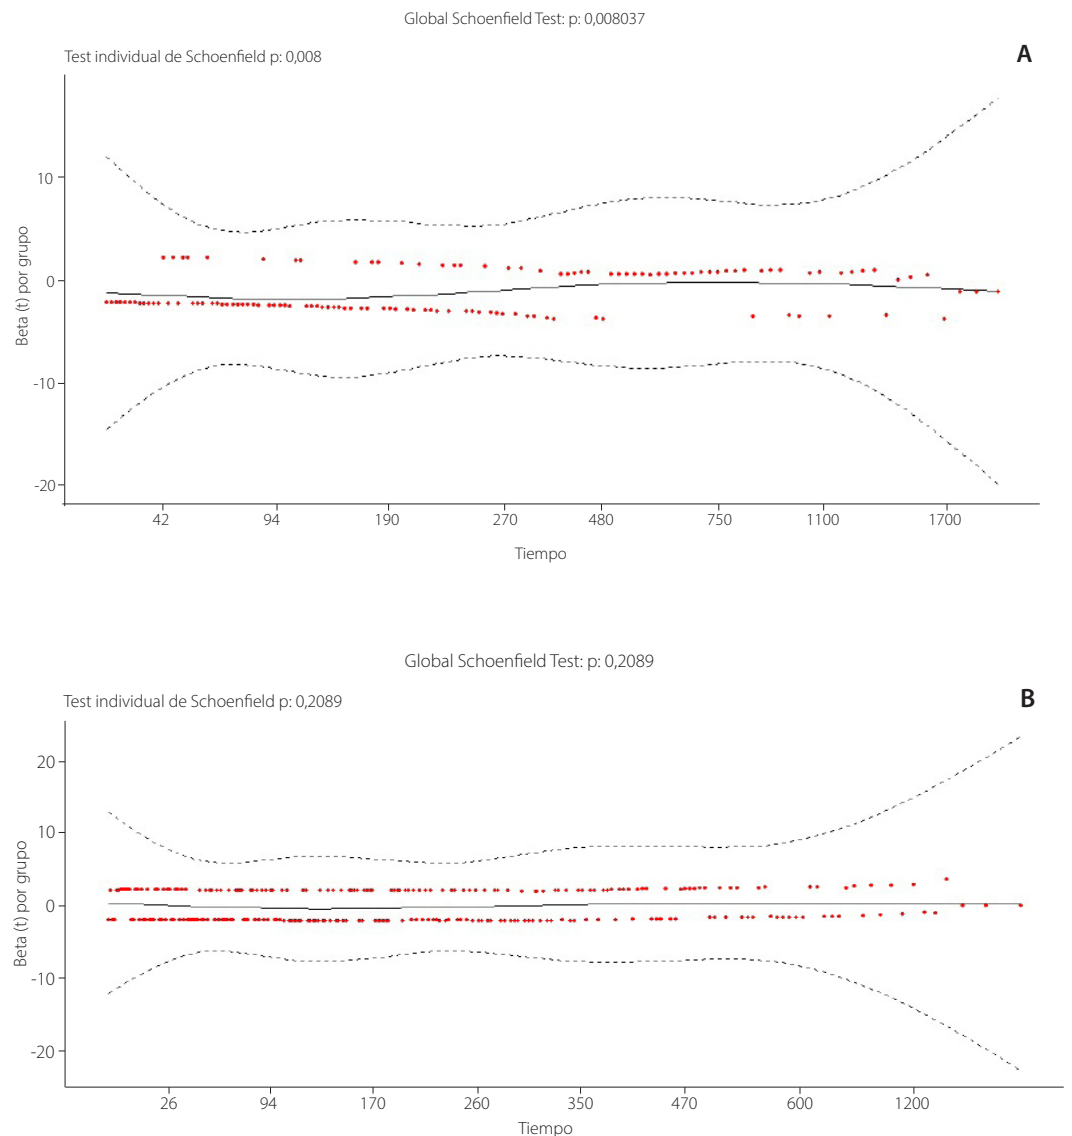 Global Schoenfield Test: p: 0,008037
Test individual de Schoenfield p: 0,008
A
Beta (t) por grupo
10
0
-10
-20
42 94 190 270 480 750 1100 1700
Tiempo
Global Schoenfield Test: p: 0,2089
Test individual de Schoenfield p: 0,2089
B
Beta (t) por grupo
20
10
0
-10
-20
26 94 170 260 350 470 600 1200
Tiempo